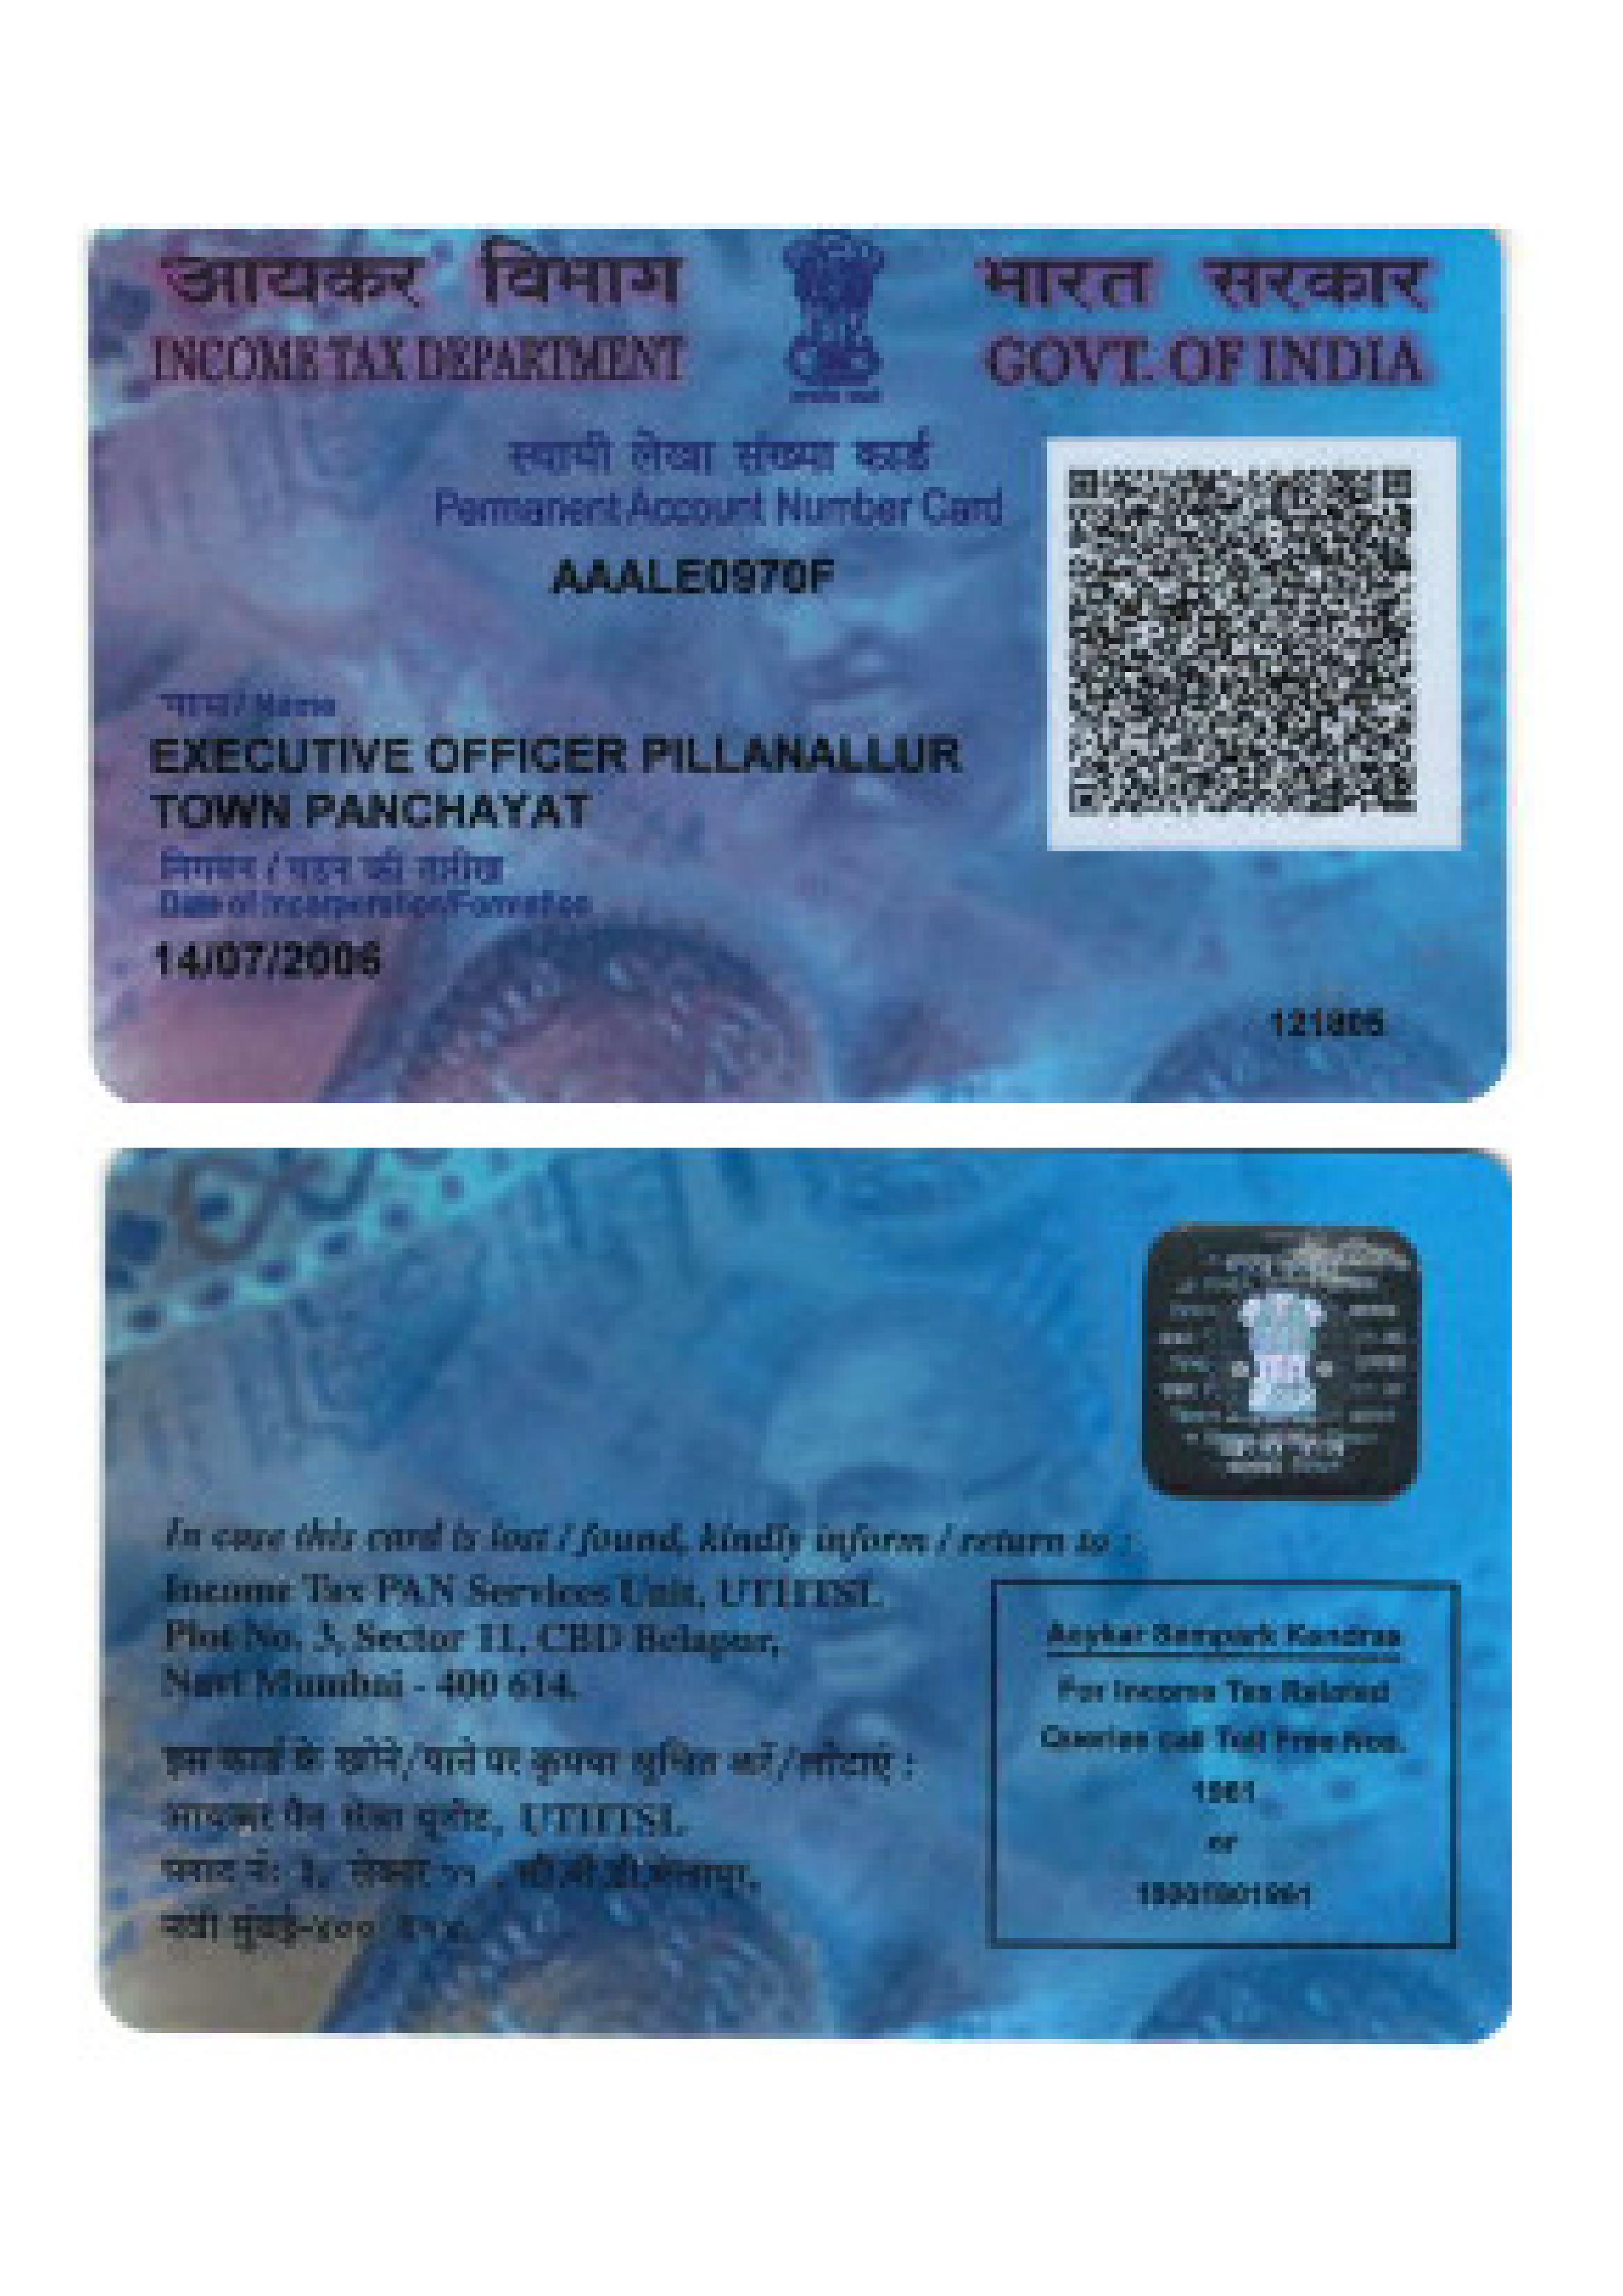 आयकर विभाग
INCOME TAX DEPARTMENT
भारत सरकार
GOVT. OF INDIA
स्थायी लेखा संख्या कार्ड
Permanent Account Number Card
AAALE0970F
नाम / Name
EXECUTIVE OFFICER PILLANALLUR
TOWN PANCHAYAT
निगमन / गठन की तारीख
Date of Incorporation/Formation
14/07/2006
In case this card is lost / found, kindly inform / return to :
Income Tax PAN Services Unit, UTIITSL
Plot No. 3, Sector 11, CBD Belapur,
Navi Mumbai - 400 614.
इस कार्ड के खोने/पाने पर कृपया सूचित करें/लौटाएं :
आयकर पैन सेवा यूनीट, UTIITSL
प्लाट नं: ३, सेक्टर ११ , सी.बी.डी.बेलापुर,
नवी मुंबई-४००
Aaykar Sampark Kendraa
For Income Tax Related
Queries call Toll Free Nos.
1961
or
18001801961